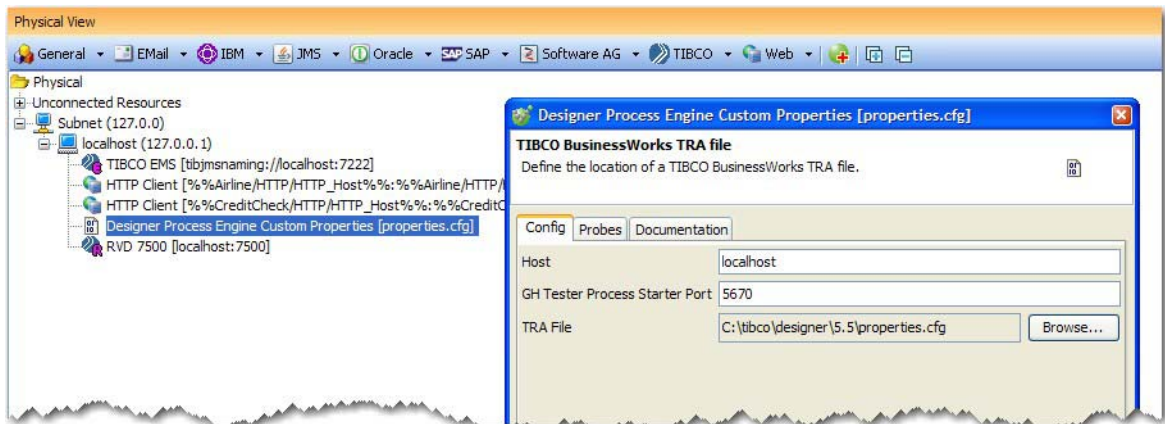 Physical View
General EMail IBM JMS Oracle SAP SAP Software AG TIBCO Web
Physical
Unconnected Resources
Subnet (127.0.0)
localhost (127.0.0.1)
TIBCO EMS [tibjmsnaming://localhost:7222]
HTTP Client [%%Airline/HTTP/HTTP_Host%%:%%Airline/HTTP/
HTTP Client [%%CreditCheck/HTTP/HTTP_Host%%:%%CreditC
Designer Process Engine Custom Properties [properties.cfg]
RVD 7500 [localhost:7500]
Designer Process Engine Custom Properties [properties.cfg]
TIBCO BusinessWorks TRA file
Define the location of a TIBCO BusinessWorks TRA file.
Config Probes Documentation
Host localhost
GH Tester Process Starter Port 5670
TRA File C:\tibco\designer\5.5\properties.cfg Browse...